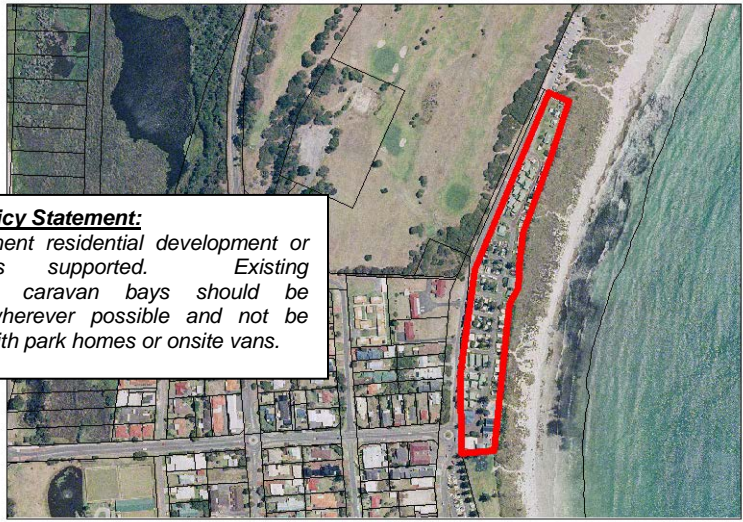 icy Statement:
nent residential development or
s supported. Existing
caravan bays should be
wherever possible and not be
ith park homes or onsite vans.